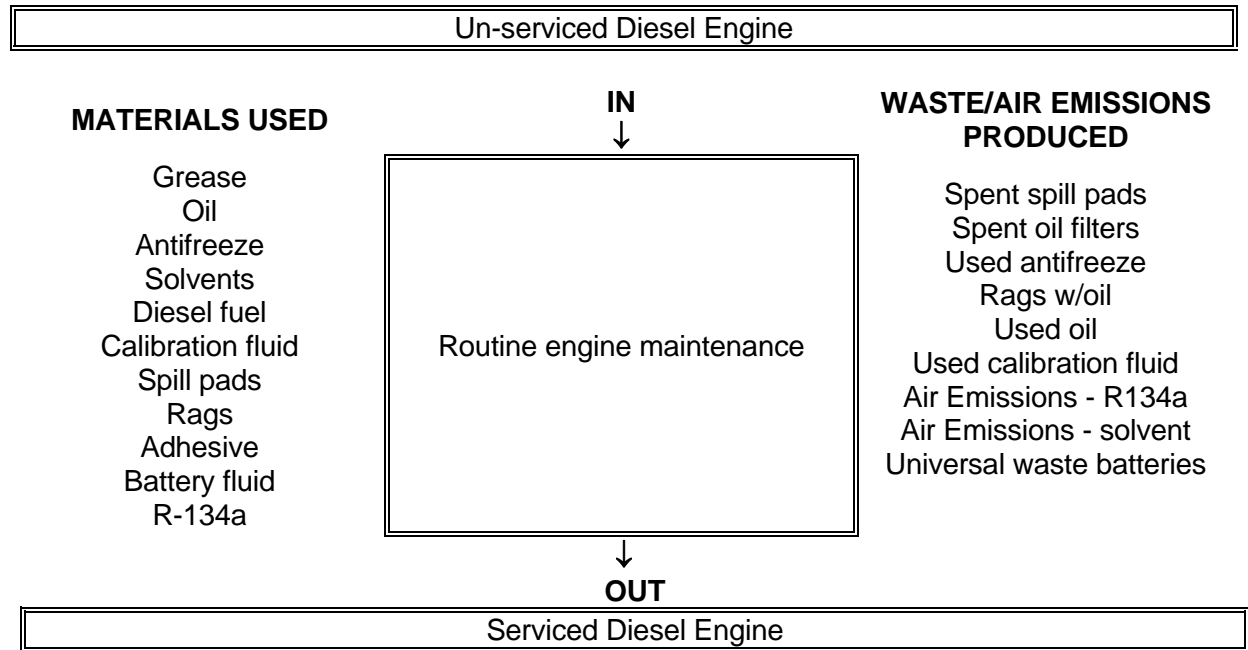 Un-serviced Diesel Engine
MATERIALS USED
Grease
Oil
Antifreeze
Solvents
Diesel fuel
Calibration fluid
Spill pads
Rags
Adhesive
Battery fluid
R-134a
IN
↓
Routine engine maintenance
↓
OUT
WASTE/AIR EMISSIONS
PRODUCED
Spent spill pads
Spent oil filters
Used antifreeze
Rags w/oil
Used oil
Used calibration fluid
Air Emissions - R134a
Air Emissions - solvent
Universal waste batteries
Serviced Diesel Engine